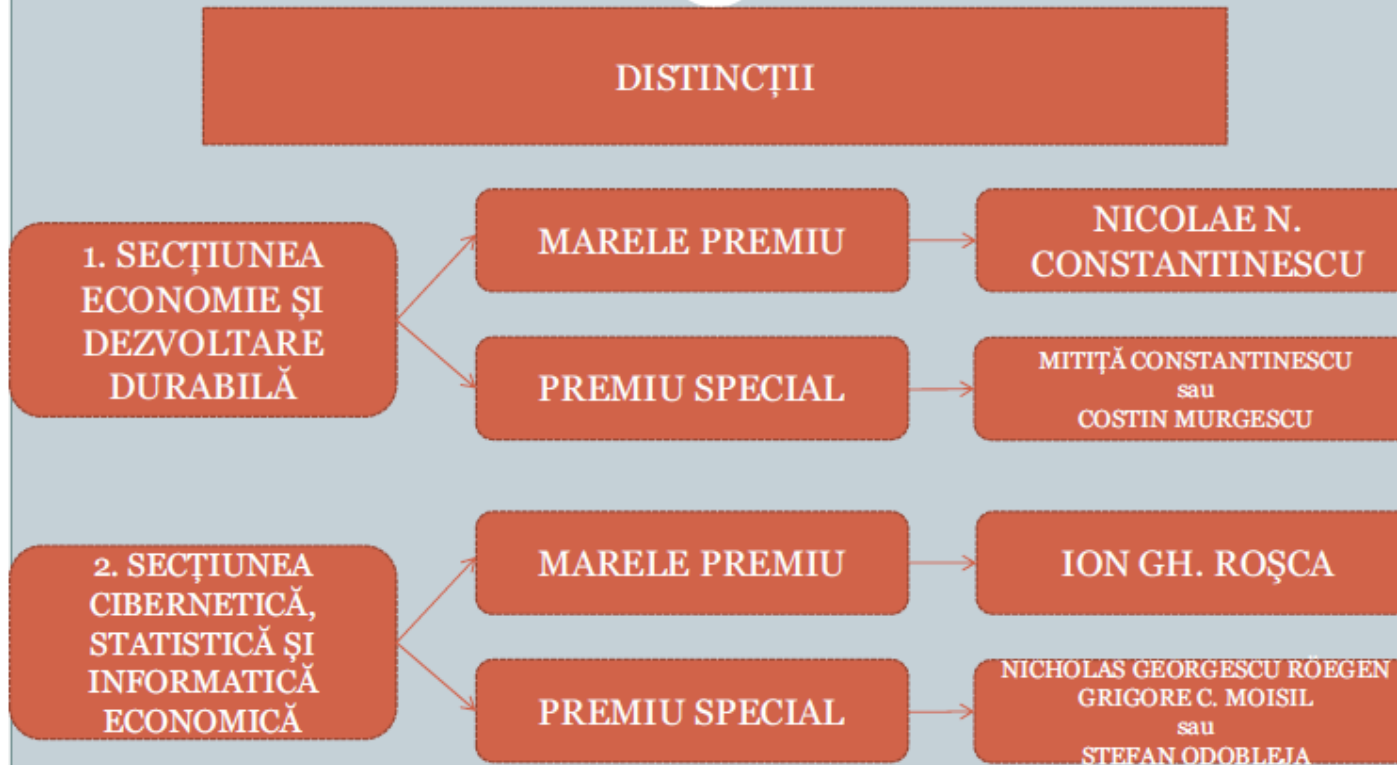 DISTINCȚII
1. SECȚIUNEA
ECONOMIE ȘI
DEZVOLTARE
DURABILĂ
MARELE PREMIU
NICOLAE N.
CONSTANTINESCU
PREMIU SPECIAL
MITIȚĂ CONSTANTINESCU
sau
COSTIN MURGESCU
2. SECȚIUNEA
CIBERNETICĂ,
STATISTICĂ ȘI
INFORMATICĂ
ECONOMICĂ
MARELE PREMIU
ION GH. ROȘCA
PREMIU SPECIAL
NICHOLAS GEORGESCU RÖEGEN
GRIGORE C. MOISIL
sau
ȘTEFAN ODOBLEJA